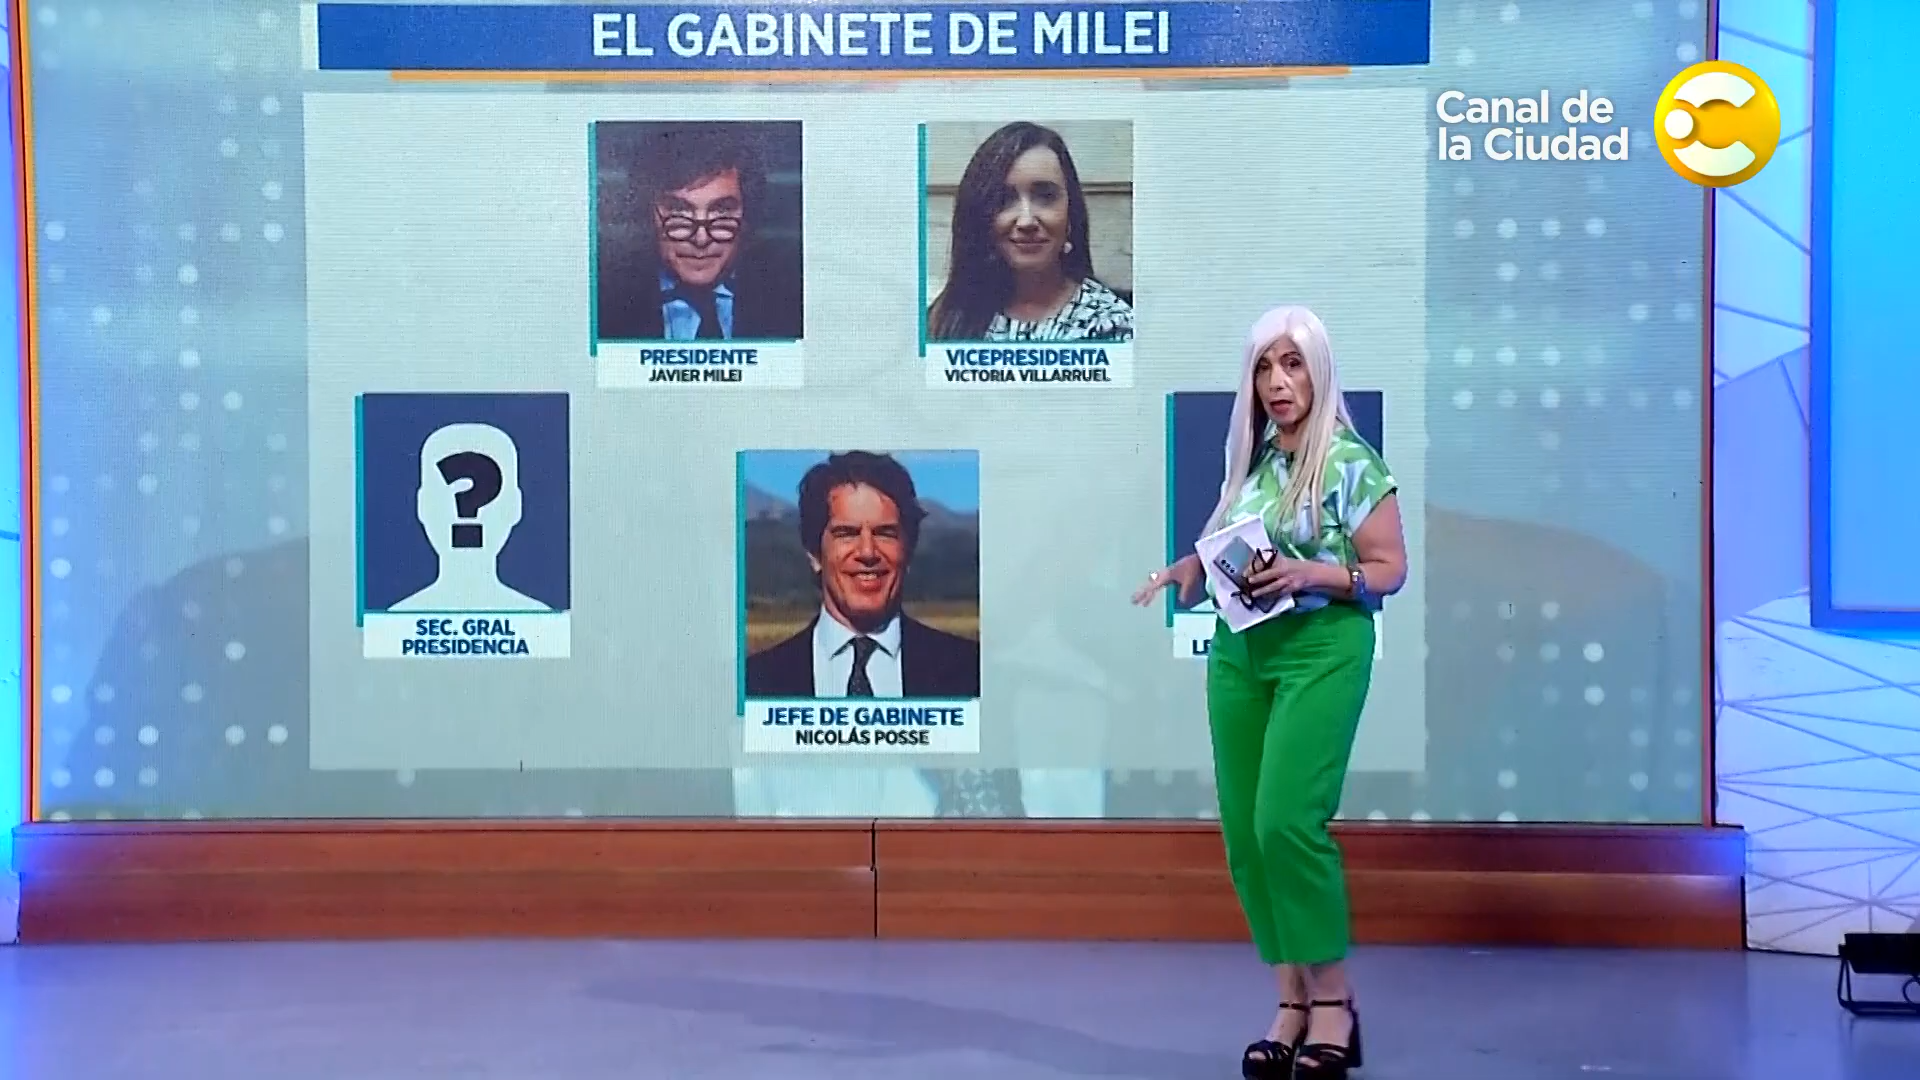 EL GABINETE DE MILEI
Canal de
la Ciudad
PRESIDENTE
JAVIER MILEI
VICEPRESIDENTA
VICTORIA VILLARRUEL
?
SEC. GRAL
PRESIDENCIA
JEFE DE GABINETE
NICOLÁS POSSE